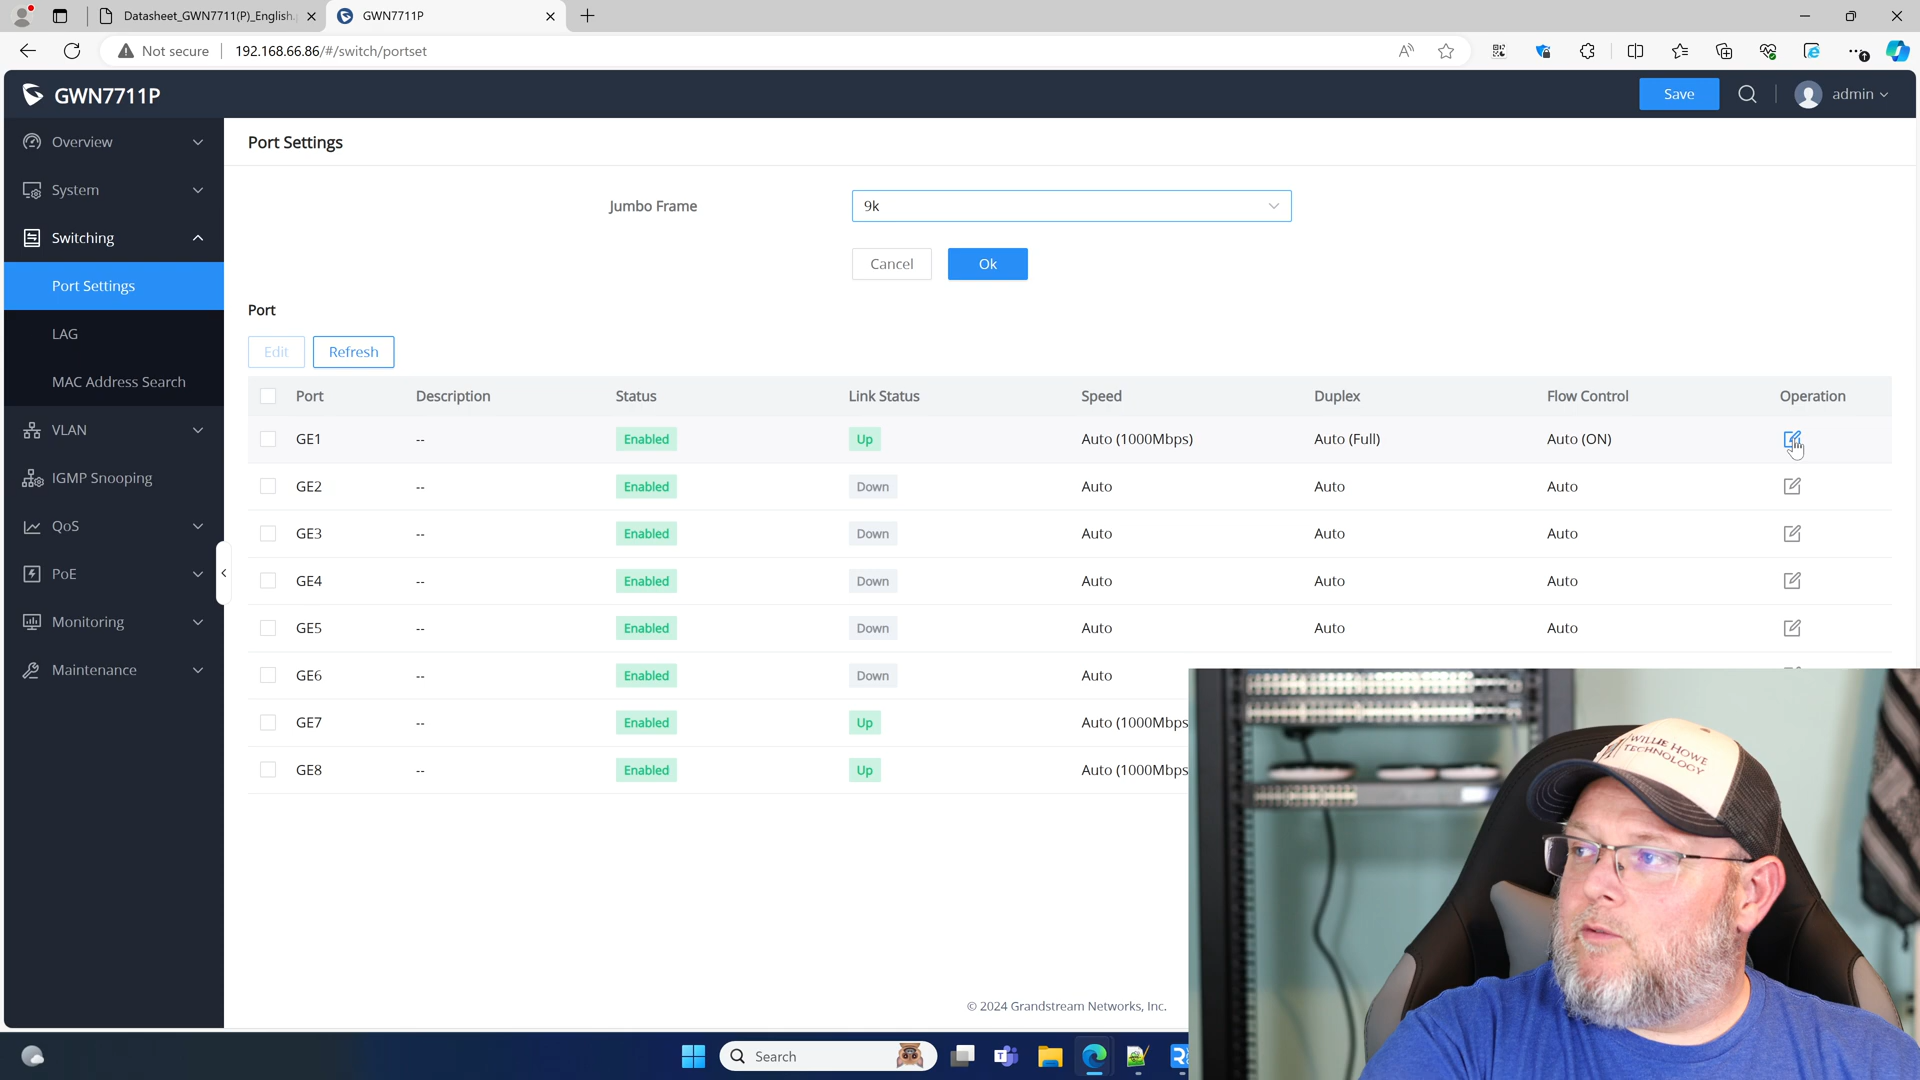 Datasheet_GWN7711(P)_English.
GWN7711P
Not secure
192.168.66.86/#/switch/portset
GWN7711P
Save
admin
Overview
System
Switching
Port Settings
LAG
MAC Address Search
VLAN
IGMP Snooping
QoS
PoE
Monitoring
Maintenance
Port Settings
Jumbo Frame
9k
Cancel
Ok
Port
Edit
Refresh
Port Description Status Link Status Speed Duplex Flow Control Operation
GE1 -- Enabled Up Auto (1000Mbps) Auto (Full) Auto (ON)
GE2 -- Enabled Down Auto Auto Auto
GE3 -- Enabled Down Auto Auto Auto
GE4 -- Enabled Down Auto Auto Auto
GE5 -- Enabled Down Auto Auto Auto
GE6 -- Enabled Down Auto
GE7 -- Enabled Up Auto (1000Mbps
GE8 -- Enabled Up Auto (1000Mbps
WILLIE HOWE
TECHNOLOGY
© 2024 Grandstream Networks, Inc.
Search